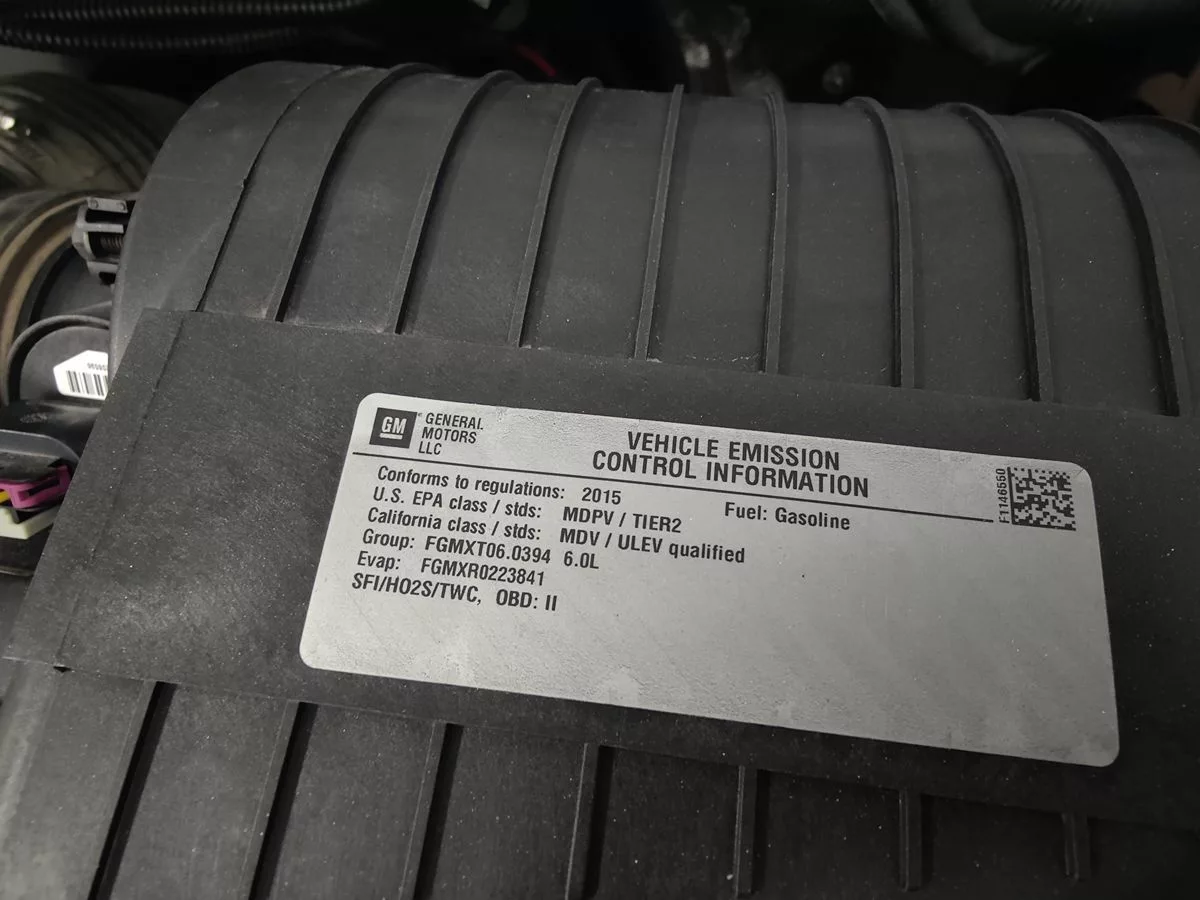 GM
GENERAL
MOTORS
LLC
VEHICLE EMISSION
CONTROL INFORMATION
Conforms to regulations: 2015 Fuel: Gasoline
U.S. EPA class / stds: MDPV / TIER2
California class / stds: MDV / ULEV qualified
Group: FGMXT06.0394 6.0L
Evap: FGMXR0223841
SFI/HO2S/TWC, OBD: II
F1146550